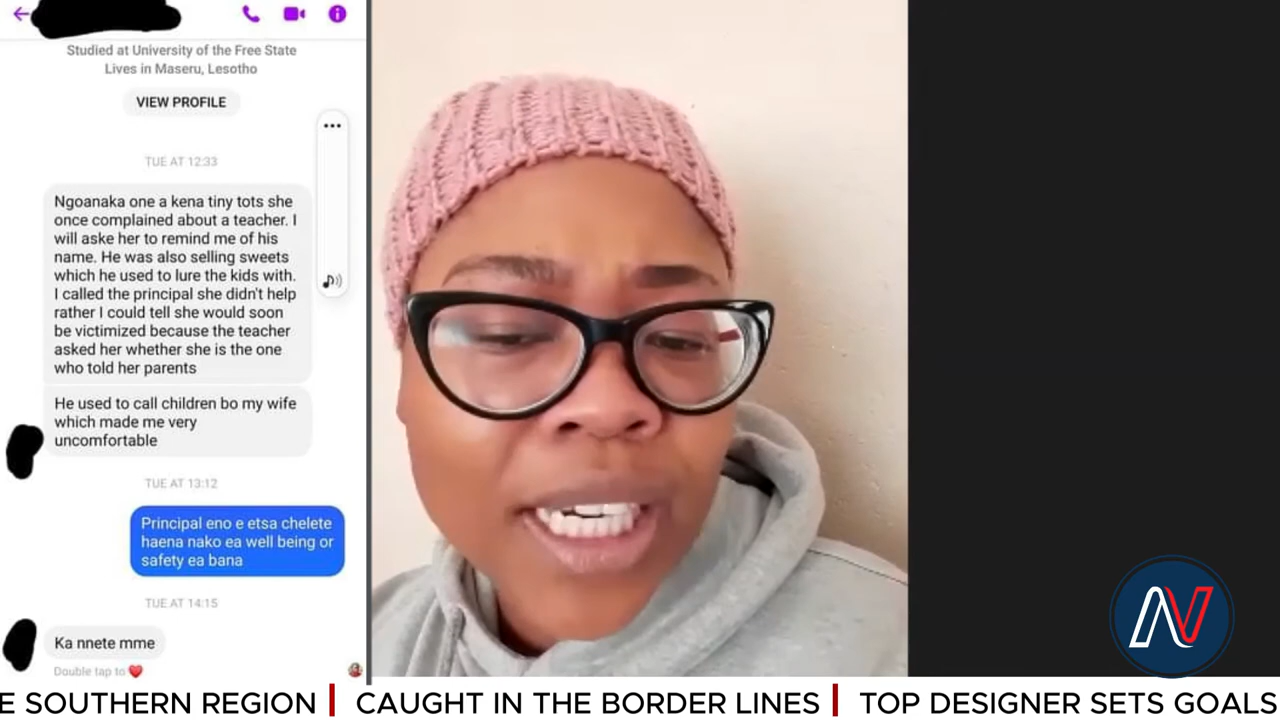 Studied at University of the Free State
Lives in Maseru, Lesotho
VIEW PROFILE
TUE AT 12:33
Ngoanaka one a kena tiny tots she
once complained about a teacher. I
will aske her to remind me of his
name. He was also selling sweets
which he used to lure the kids with.
I called the principal she didn't help
rather I could tell she would soon
be victimized because the teacher
asked her whether she is the one
who told her parents
He used to call children bo my wife
which made me very
uncomfortable
TUE AT 13:12
Principal eno e etsa chelete
haena nako ea well being or
safety ea bana
TUE AT 14:15
Ka nnete mme
Double tap to ❤️
NV
E SOUTHERN REGION | CAUGHT IN THE BORDER LINES | TOP DESIGNER SETS GOALS